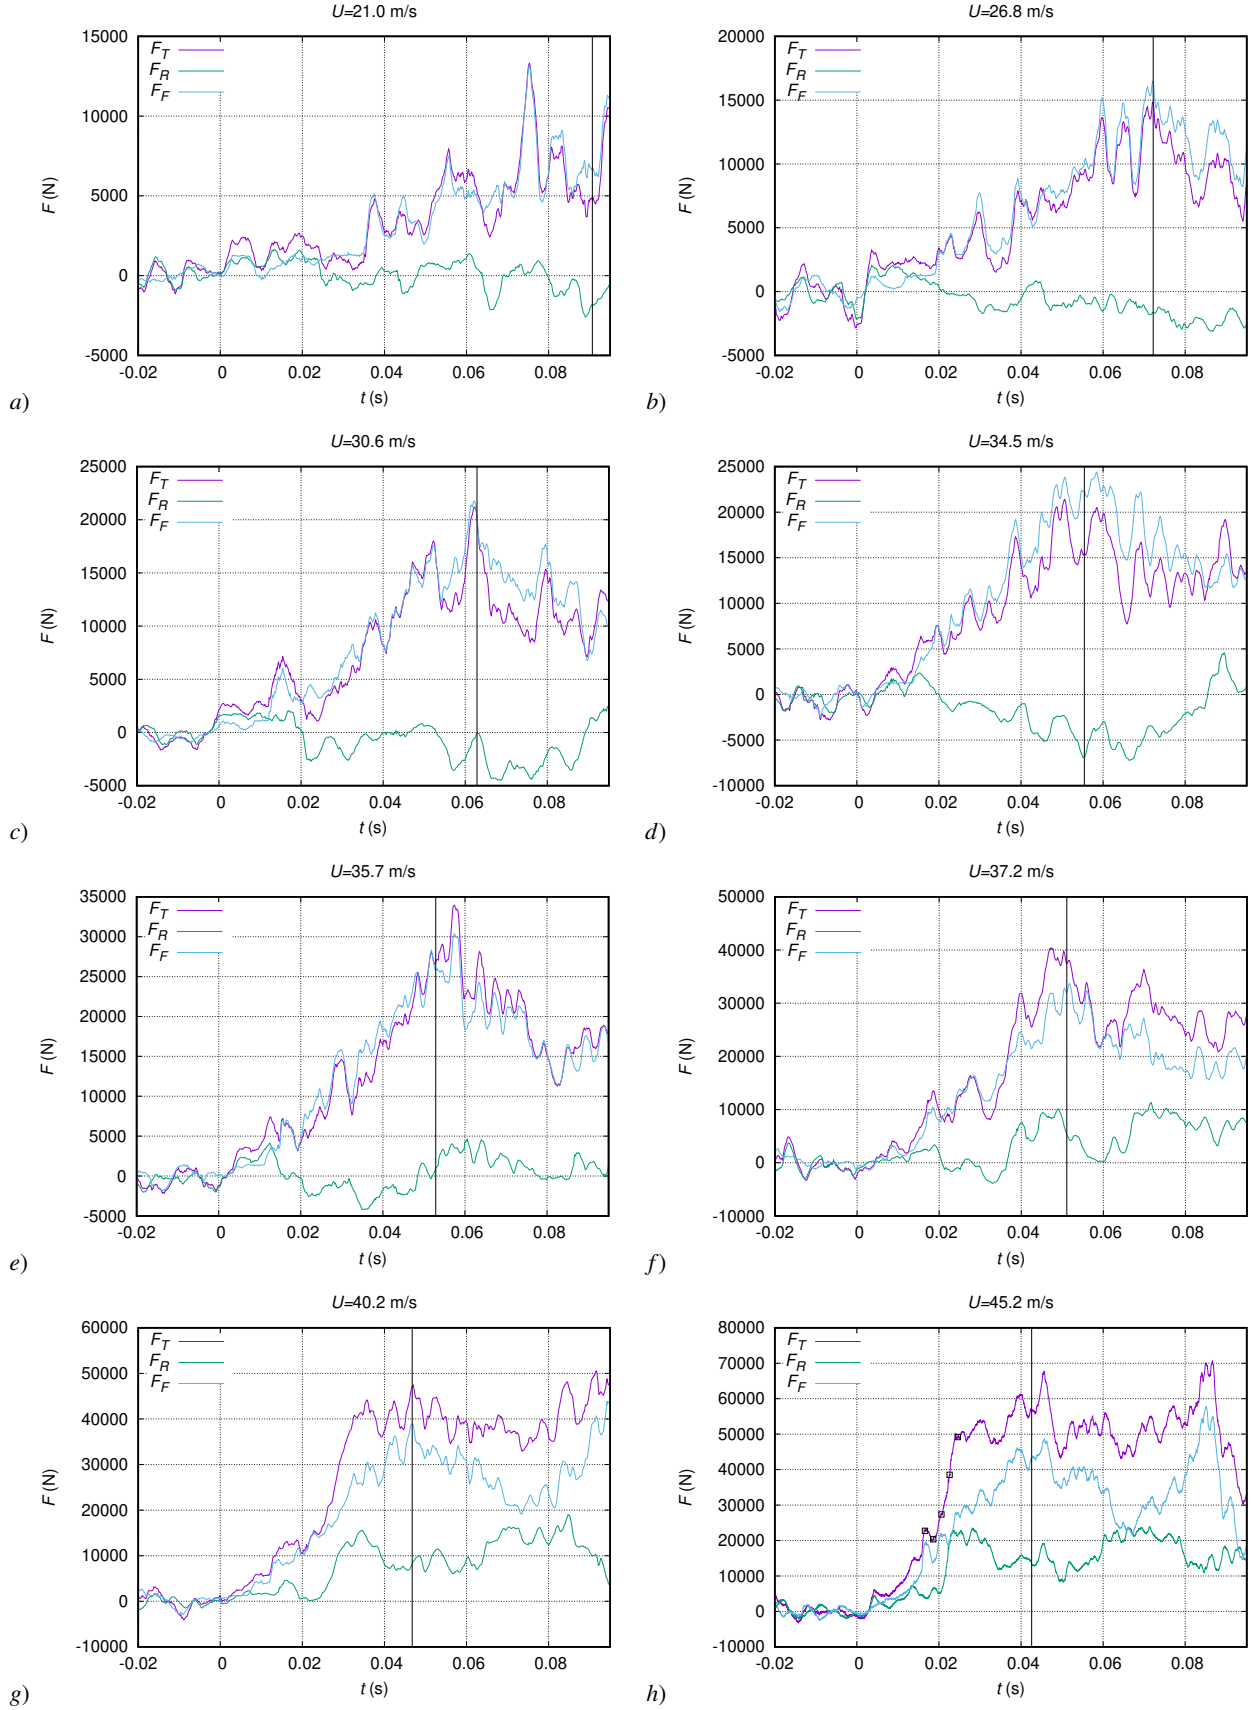 U=21.0 m/s
15000
10000
5000
0
-5000
F_T
F_R
F_F
F (N)
-0.02 0 0.02 0.04 0.06 0.08
t (s)
a)
U=26.8 m/s
20000
15000
10000
5000
0
-5000
F_T
F_R
F_F
F (N)
-0.02 0 0.02 0.04 0.06 0.08
t (s)
b)
U=30.6 m/s
25000
20000
15000
10000
5000
0
-5000
F_T
F_R
F_F
F (N)
-0.02 0 0.02 0.04 0.06 0.08
t (s)
c)
U=34.5 m/s
25000
20000
15000
10000
5000
0
-5000
-10000
F_T
F_R
F_F
F (N)
-0.02 0 0.02 0.04 0.06 0.08
t (s)
d)
U=35.7 m/s
35000
30000
25000
20000
15000
10000
5000
0
-5000
F_T
F_R
F_F
F (N)
-0.02 0 0.02 0.04 0.06 0.08
t (s)
e)
U=37.2 m/s
50000
40000
30000
20000
10000
0
-10000
F_T
F_R
F_F
F (N)
-0.02 0 0.02 0.04 0.06 0.08
t (s)
f)
U=40.2 m/s
60000
50000
40000
30000
20000
10000
0
-10000
F_T
F_R
F_F
F (N)
-0.02 0 0.02 0.04 0.06 0.08
t (s)
g)
U=45.2 m/s
80000
70000
60000
50000
40000
30000
20000
10000
0
-10000
F_T
F_R
F_F
F (N)
-0.02 0 0.02 0.04 0.06 0.08
t (s)
h)